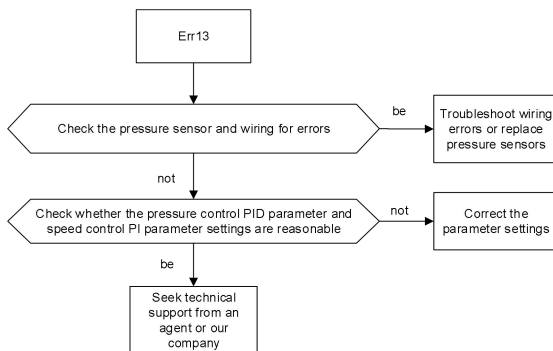 Err13
Check the pressure sensor and wiring for errors
be
Troubleshoot wiring
errors or replace
pressure sensors
not
Check whether the pressure control PID parameter and
speed control PI parameter settings are reasonable
not
Correct the
parameter settings
be
Seek technical
support from an
agent or our
company